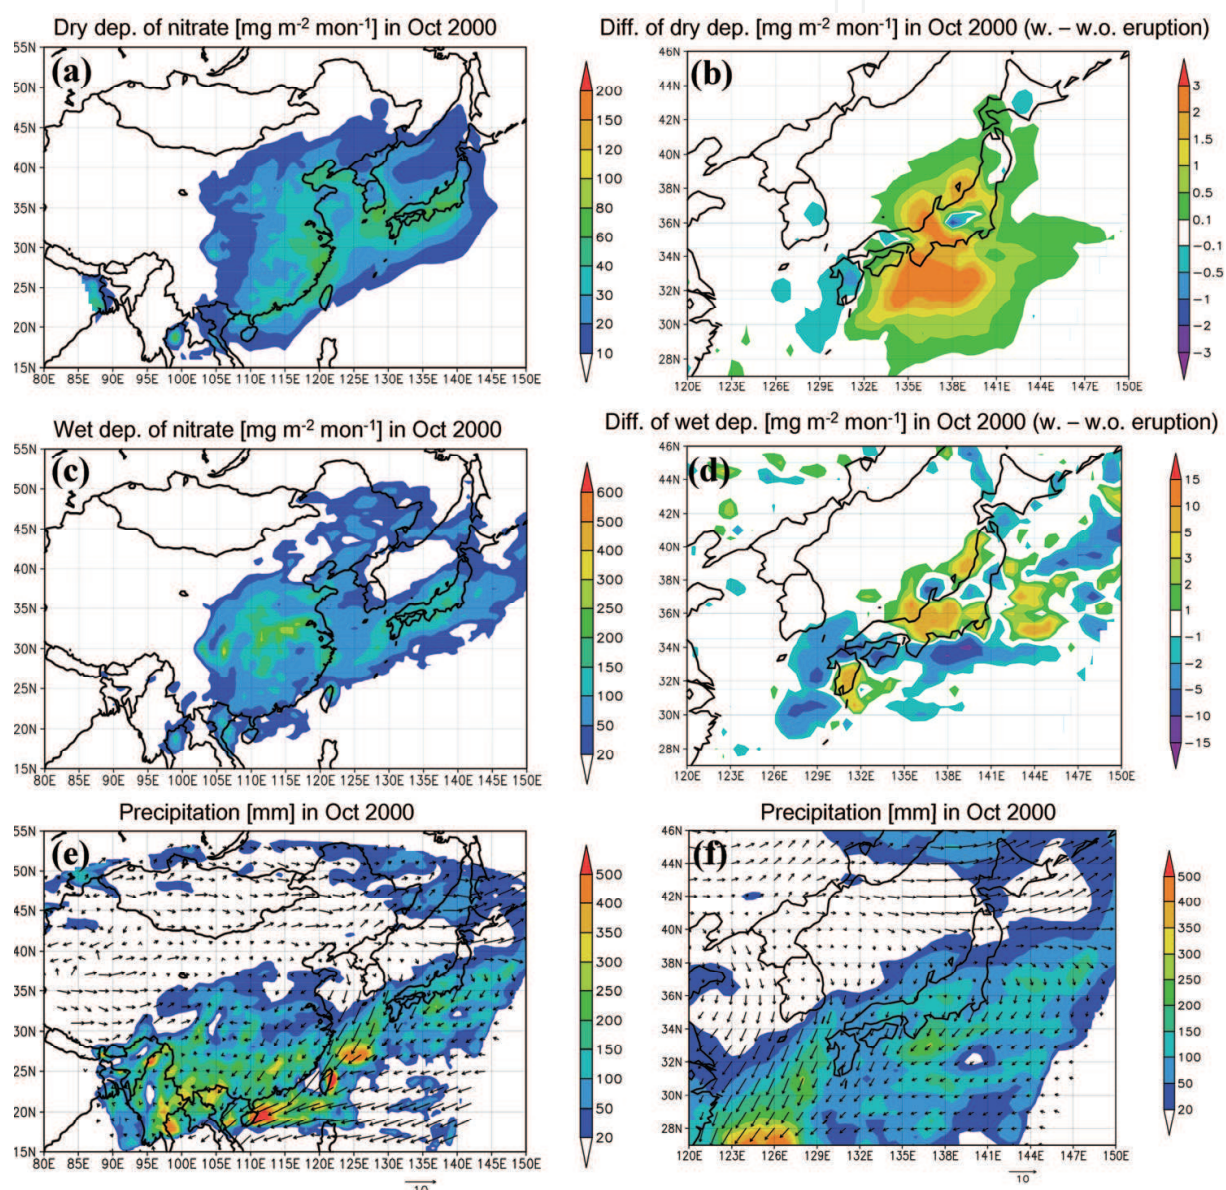 Dry dep. of nitrate [mg m-2 mon-1] in Oct 2000
(a)
55N
50N
45N
40N
35N
30N
25N
20N
15N
80E 85E 90E 95E 100E 105E 110E 115E 120E 125E 130E 135E 140E 145E 150E
200
150
120
100
80
60
40
30
20
10
Diff. of dry dep. [mg m-2 mon-1] in Oct 2000 (w. – w.o. eruption)
(b)
46N
44N
42N
40N
38N
36N
34N
32N
30N
28N
120E 123E 126E 129E 132E 135E 138E 141E 144E 147E 150E
3
2
1.5
1
0.5
0.1
-0.1
-0.5
-1
-2
-3
Wet dep. of nitrate [mg m-2 mon-1] in Oct 2000
(c)
55N
50N
45N
40N
35N
30N
25N
20N
15N
80E 85E 90E 95E 100E 105E 110E 115E 120E 125E 130E 135E 140E 145E 150E
600
500
400
300
250
200
150
100
50
20
Diff. of wet dep. [mg m-2 mon-1] in Oct 2000 (w. – w.o. eruption)
(d)
46N
44N
42N
40N
38N
36N
34N
32N
30N
28N
120E 123E 126E 129E 132E 135E 138E 141E 144E 147E 150E
15
10
5
3
2
1
-1
-2
-5
-10
-15
Precipitation [mm] in Oct 2000
(e)
55N
50N
45N
40N
35N
30N
25N
20N
15N
80E 85E 90E 95E 100E 105E 110E 115E 120E 125E 130E 135E 140E 145E 150E
10
500
400
350
300
250
200
150
100
50
20
Precipitation [mm] in Oct 2000
(f)
46N
44N
42N
40N
38N
36N
34N
32N
30N
28N
120E 123E 126E 129E 132E 135E 138E 141E 144E 147E 150E
10
500
400
350
300
250
200
150
100
50
20